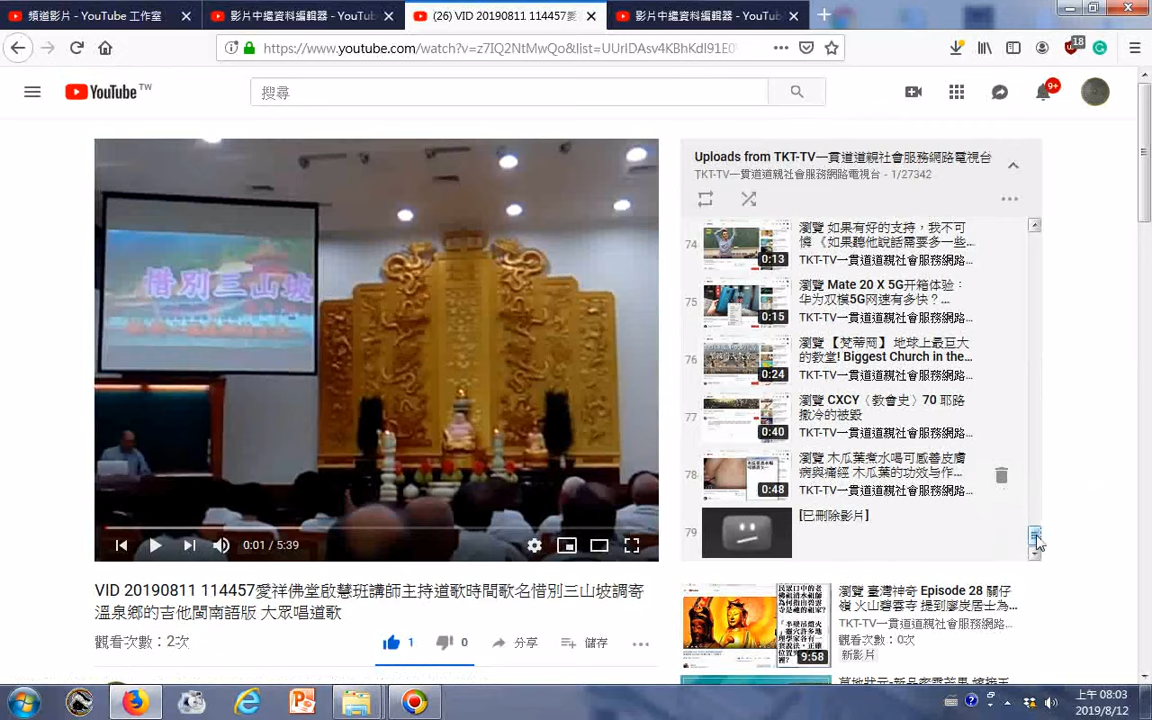 頻道影片 - YouTube 工作室
影片中繼資料編輯器 - YouTub
(26) VID 20190811 114457愛
影片中繼資料編輯器 - YouTub
https://www.youtube.com/watch?v=z7IQ2NtMwQo&list=UUrIDAsv4KBhKdI91E0
18
YouTube TW
搜尋
9+
惜別三山坡
0:01 / 5:39
VID 20190811 114457愛祥佛堂啟慧班講師主持道歌時間歌名惜別三山坡調寄
溫泉鄉的吉他閩南語版 大眾唱道歌
觀看次數：2次
1
0
分享
儲存
Uploads from TKT-TV一貫道道親社會服務網路電視台
TKT-TV一貫道道親社會服務網路電視台 - 1/27342
74
0:13
瀏覽 如果有好的支持，我不可
憐《如果聽他說話需要多一些...
TKT-TV一貫道道親社會服務網路...
75
0:15
瀏覽 Mate 20 X 5G开箱体验：
华为双模5G网速有多快？...
TKT-TV一貫道道親社會服務網路...
76
0:24
瀏覽 【梵蒂岡】 地球上最巨大
的教堂! Biggest Church in the...
TKT-TV一貫道道親社會服務網路...
77
0:40
瀏覽 CXCY〈教會史〉70 耶路
撒冷的被毀
TKT-TV一貫道道親社會服務網路...
78
0:48
瀏覽 木瓜葉煮水喝可感善皮膚
病與痛經 木瓜葉的功效与作...
TKT-TV一貫道道親社會服務網路...
79
[已刪除影片]
9:58
瀏覽 臺灣神奇 Episode 28 關仔
嶺 火山碧雲寺 提到廖炭居士為...
TKT-TV一貫道道親社會服務網路...
觀看次數：0次
新影片
上午 08:03
2019/8/12